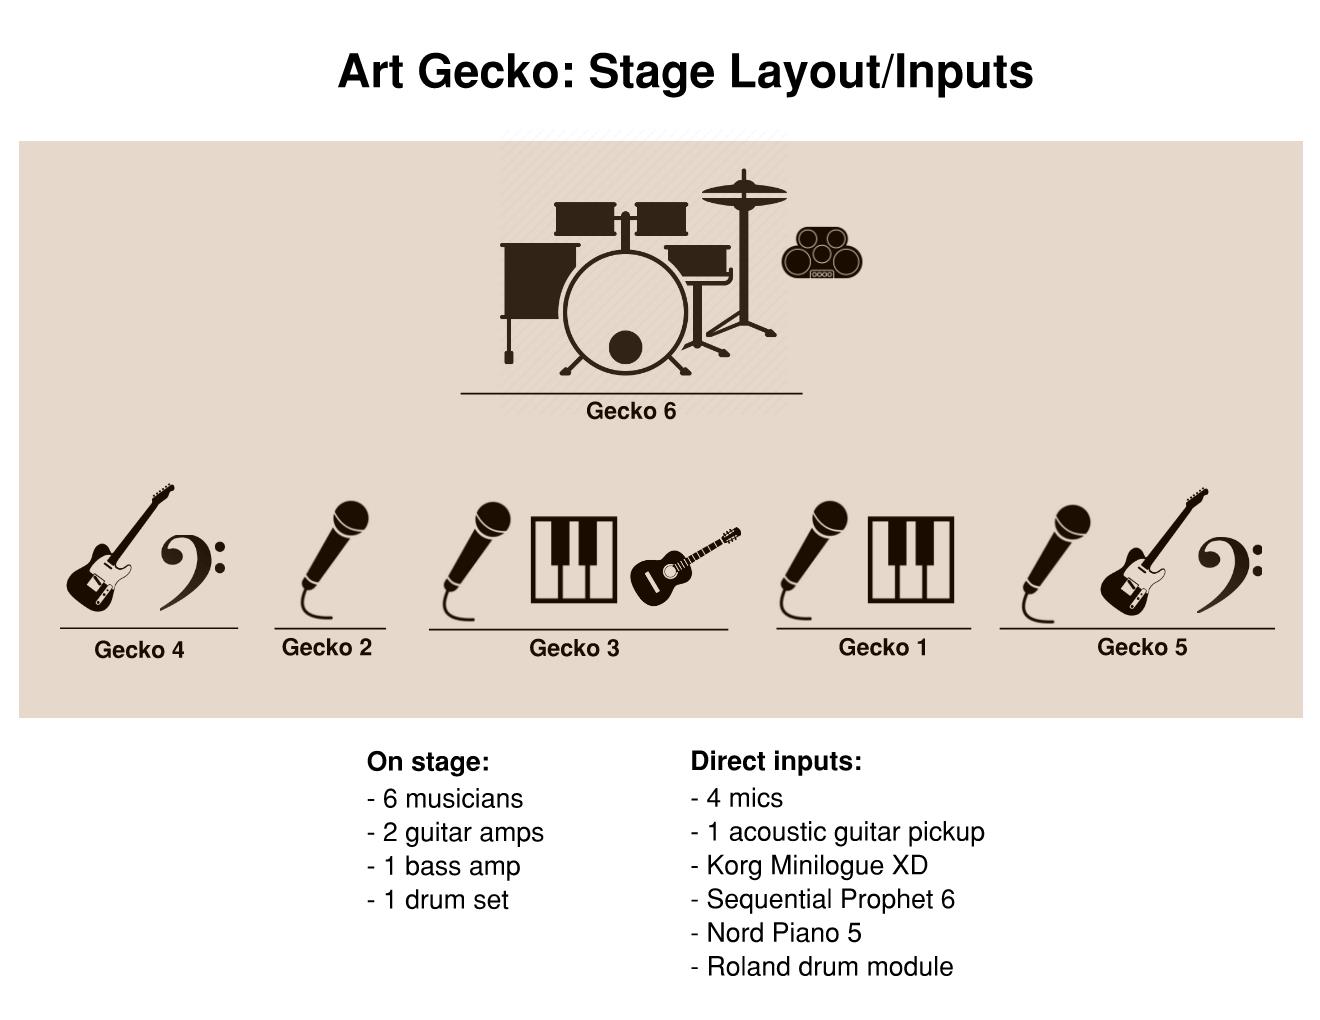 Art Gecko: Stage Layout/Inputs
Gecko 6
Gecko 4
Gecko 2
Gecko 3
Gecko 1
Gecko 5
On stage:
- 6 musicians
- 2 guitar amps
- 1 bass amp
- 1 drum set
Direct inputs:
- 4 mics
- 1 acoustic guitar pickup
- Korg Minilogue XD
- Sequential Prophet 6
- Nord Piano 5
- Roland drum module